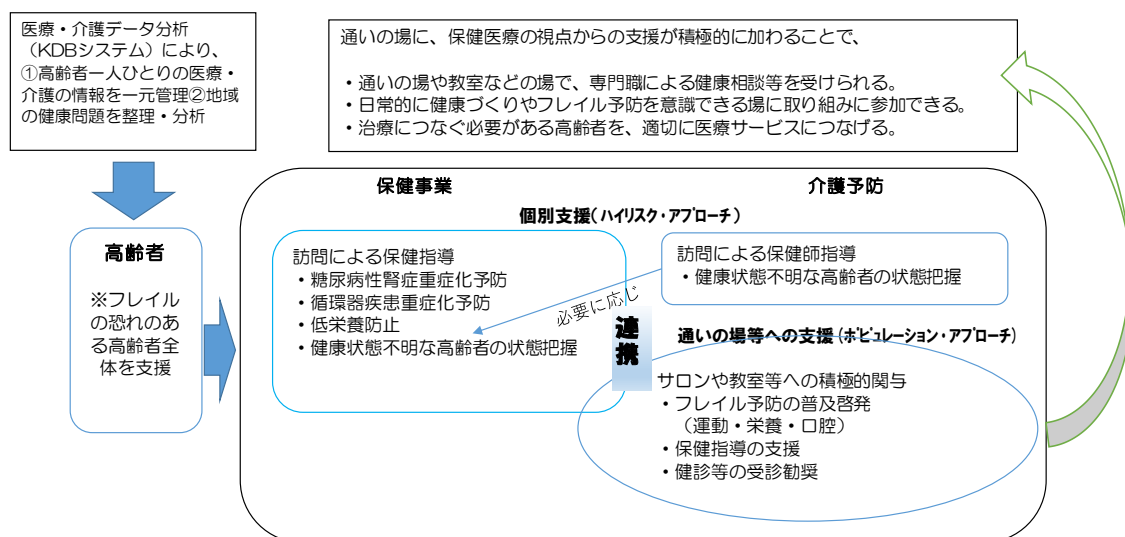 医療・介護データ分析
（KDBシステム）により、
①高齢者一人ひとりの医療・
介護の情報を一元管理②地域
の健康問題を整理・分析
通いの場に、保健医療の視点からの支援が積極的に加わることで、
・通いの場や教室などの場で、専門職による健康相談等を受けられる。
・日常的に健康づくりやフレイル予防を意識できる場に取り組みに参加できる。
・治療につなぐ必要がある高齢者を、適切に医療サービスにつなげる。
高齢者
※フレイル
の恐れのあ
る高齢者全
体を支援
保健事業
介護予防
個別支援(ハイリスク・アプローチ)
訪問による保健指導
・糖尿病性腎症重症化予防
・循環器疾患重症化予防
・低栄養防止
・健康状態不明な高齢者の状態把握
訪問による保健師指導
・健康状態不明な高齢者の状態把握
必要に応じ
連携
通いの場等への支援(ポピュレーション・アプローチ)
サロンや教室等への積極的関与
・フレイル予防の普及啓発
（運動・栄養・口腔）
・保健指導の支援
・健診等の受診勧奨